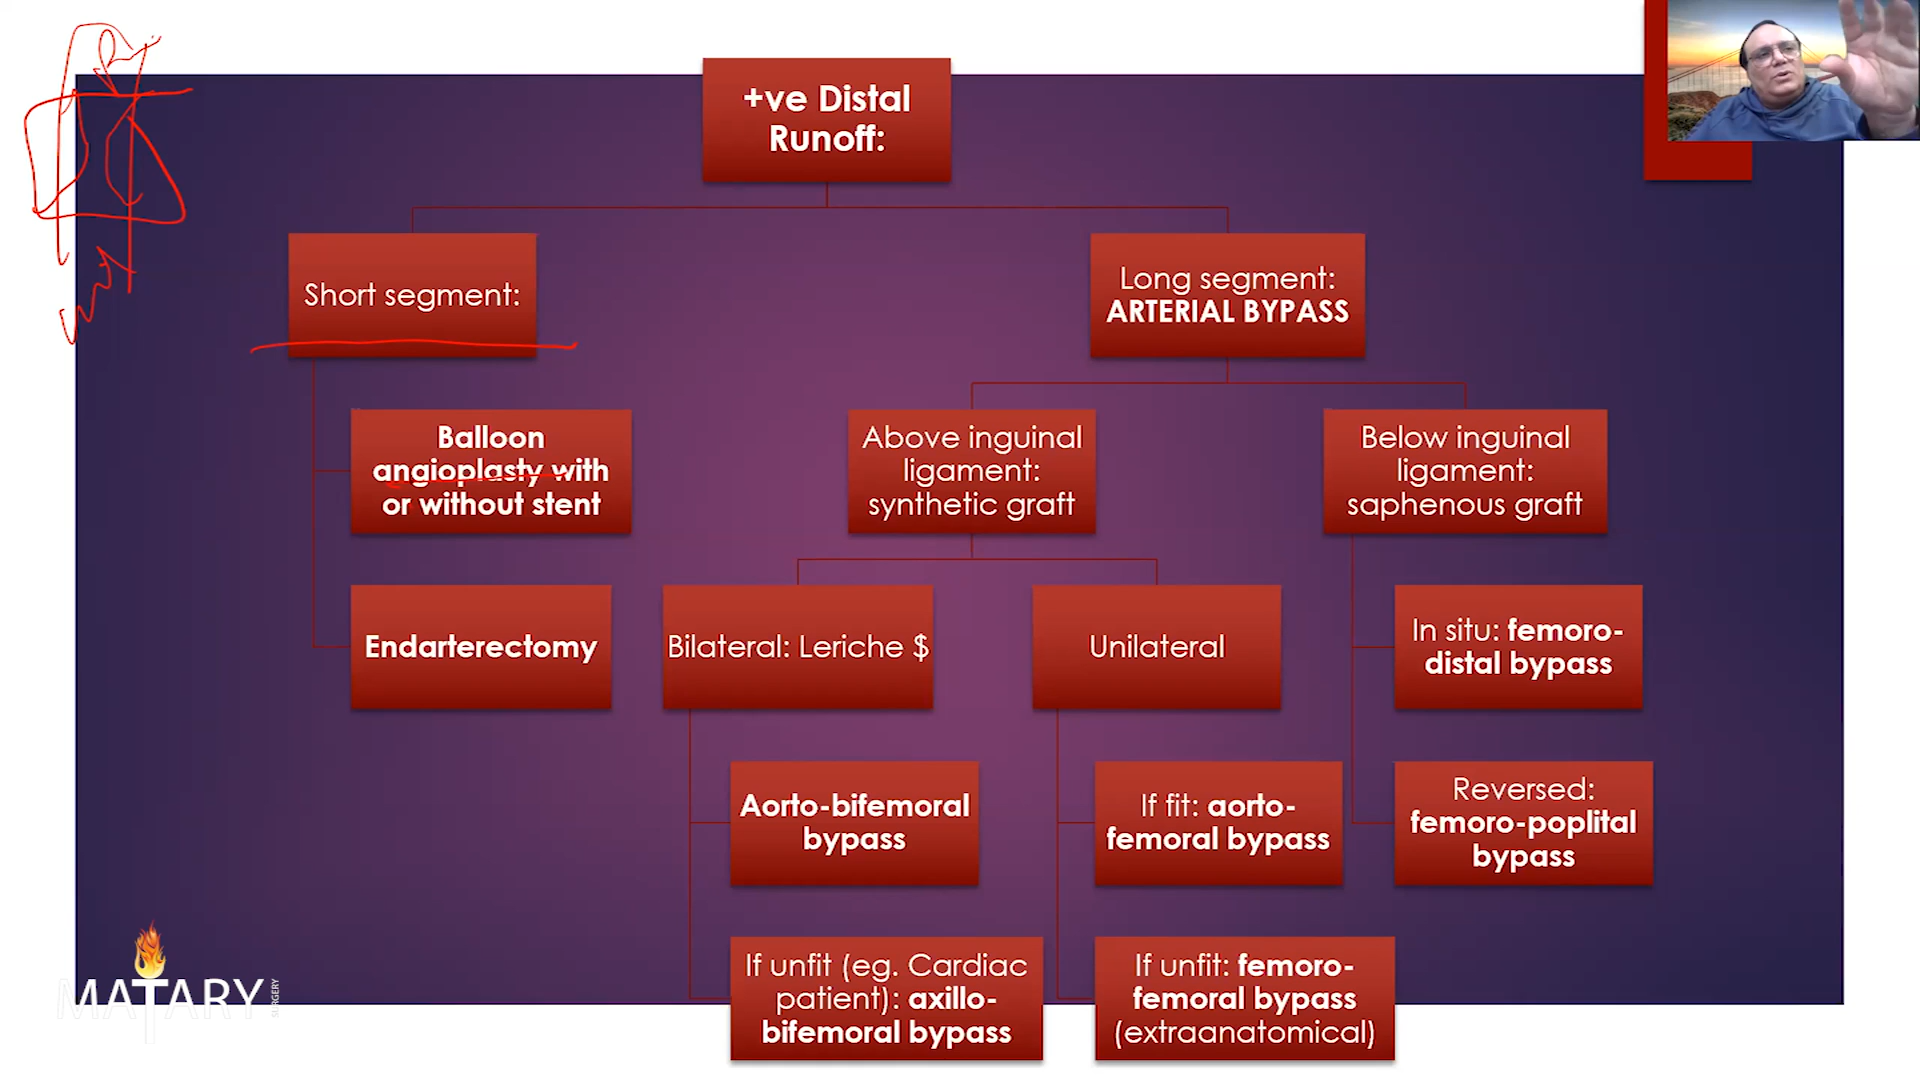 +ve Distal
Runoff:
Short segment:
Long segment:
ARTERIAL BYPASS
Balloon
angioplasty with
or without stent
Above inguinal
ligament:
synthetic graft
Below inguinal
ligament:
saphenous graft
Endarterectomy
Bilateral: Leriche $
Unilateral
In situ: femoro-
distal bypass
Aorto-bifemoral
bypass
If fit: aorto-
femoral bypass
Reversed:
femoro-poplital
bypass
If unfit (eg. Cardiac
patient): axillo-
bifemoral bypass
If unfit: femoro-
femoral bypass
(extraanatomical)
MATARY
SURGERY